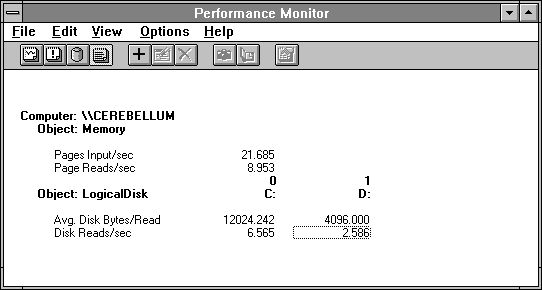 Performance Monitor
File Edit View Options Help
Computer: \\CEREBELLUM
Object: Memory
Pages Input/sec 21.685
Page Reads/sec 8.953
0 1
Object: LogicalDisk C: D:
Avg. Disk Bytes/Read 12024.242 4096.000
Disk Reads/sec 6.565 2.586